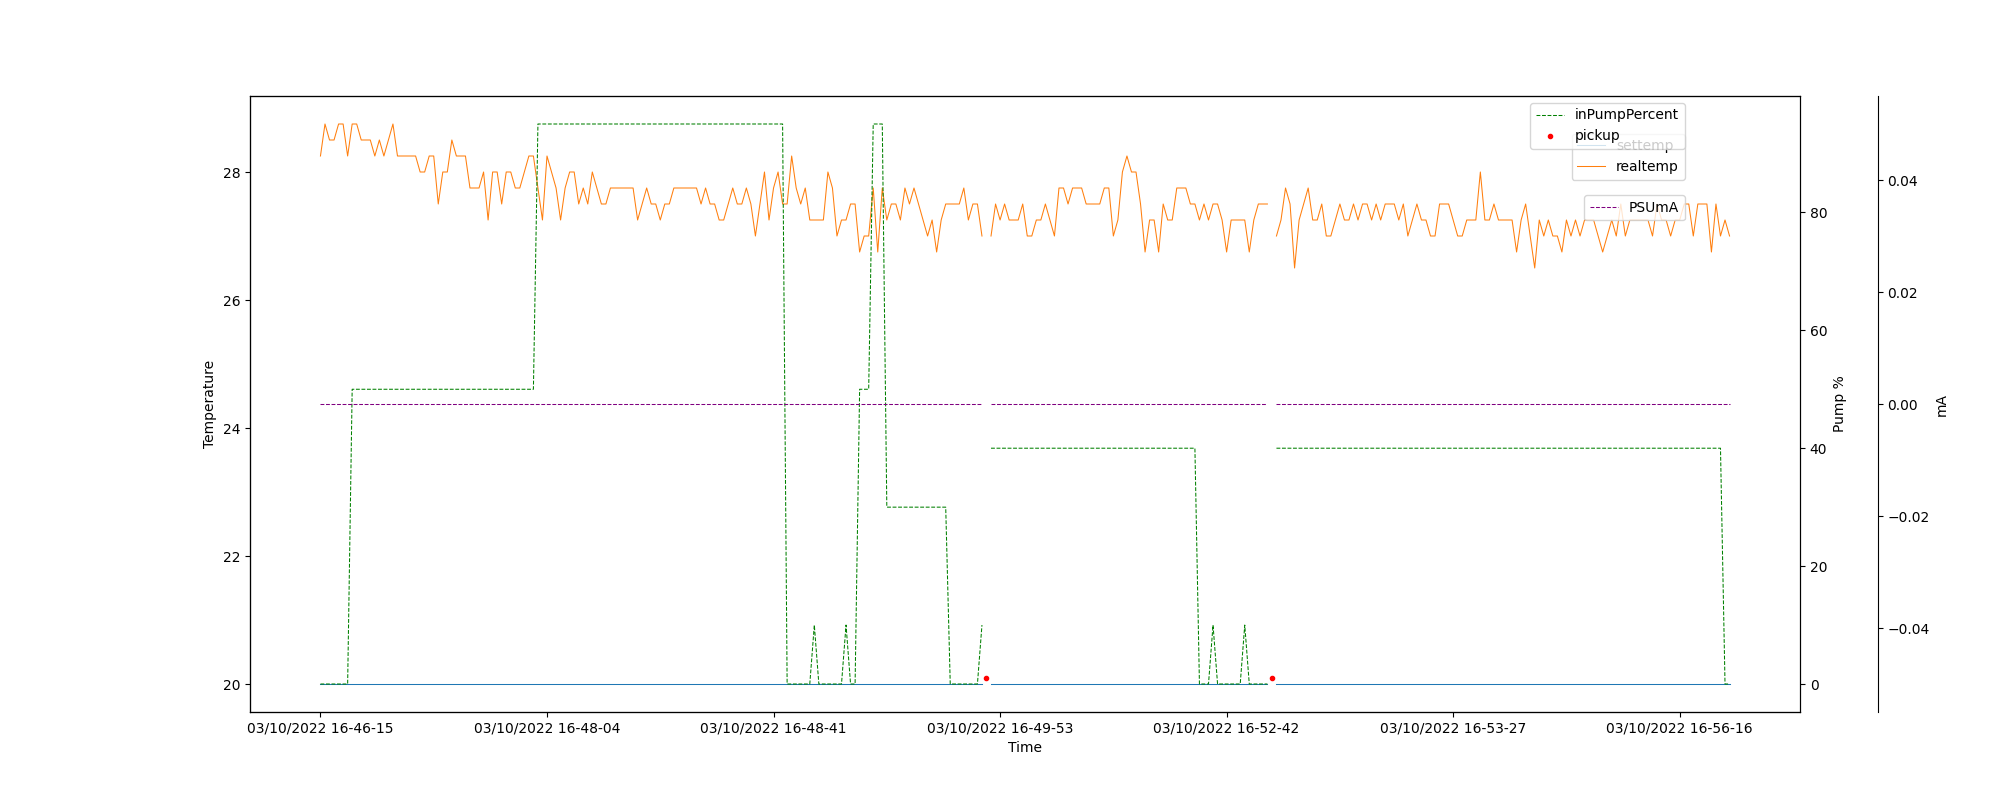 inPumpPercent
pickup
settemp
realtemp
PSUmA
28
26
24
22
20
Temperature
80
60
40
20
0
Pump %
0.04
0.02
0.00
−0.02
−0.04
mA
03/10/2022 16-46-15
03/10/2022 16-48-04
03/10/2022 16-48-41
03/10/2022 16-49-53
03/10/2022 16-52-42
03/10/2022 16-53-27
03/10/2022 16-56-16
Time